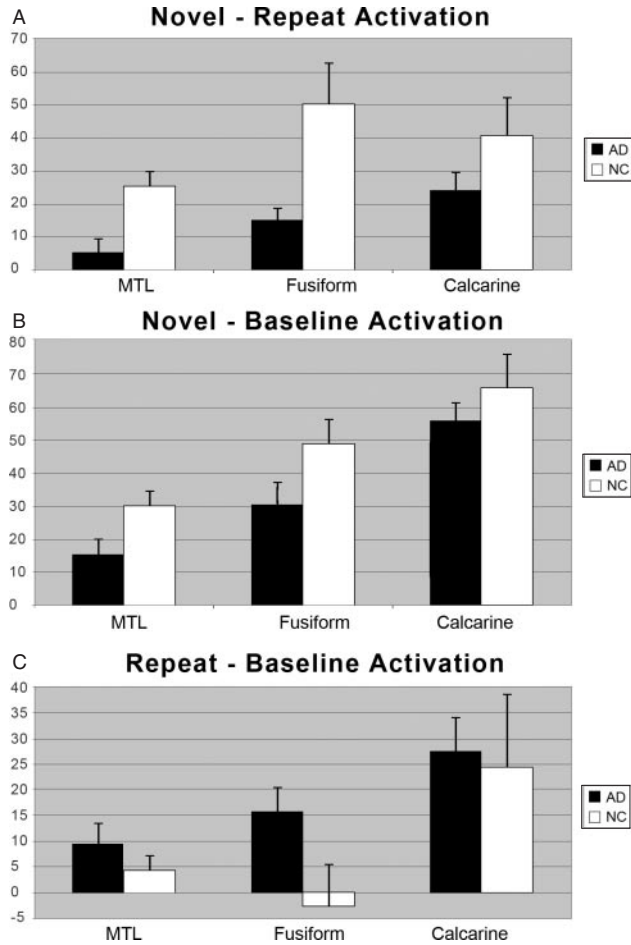 A
Novel - Repeat Activation
70
60
50
40
30
20
10
0
AD
NC
MTL Fusiform Calcarine
B
Novel - Baseline Activation
80
70
60
50
40
30
20
10
0
AD
NC
MTL Fusiform Calcarine
C
Repeat - Baseline Activation
40
35
30
25
20
15
10
5
0
-5
AD
NC
MTL Fusiform Calcarine